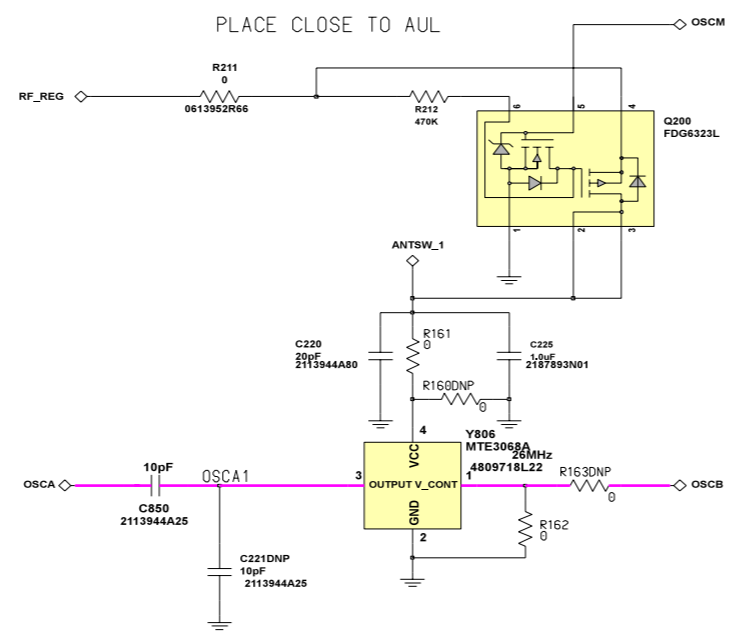 PLACE CLOSE TO AUL
OSCM
R211
0
RF_REG
0613952R66
R212
470K
6
5
4
Q200
FDG6323L
1
2
3
ANTSW_1
C220
20pF
2113944A80
R161
0
C225
1.0uF
2187893N01
R160DNP
0
4
Y806
MTE3068A
26MHz
4809718L22
VCC
10pF
OSCA
OSCA1
3
OUTPUT V_CONT
1
R163DNP
0
OSCB
C850
2113944A25
GND
2
R162
0
C221DNP
10pF
2113944A25